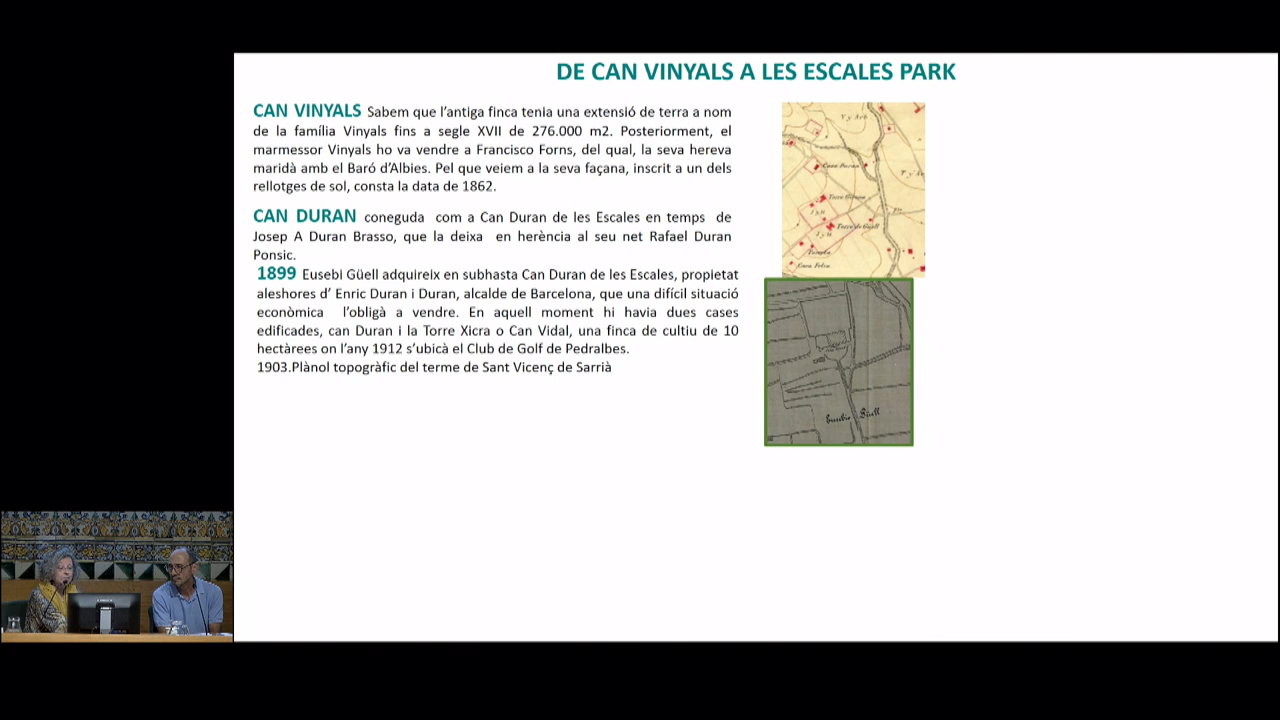 DE CAN VINYALS A LES ESCALES PARK
CAN VINYALS Sabem que l'antiga finca tenia una extensió de terra a nom
de la família Vinyals fins a segle XVII de 276.000 m2. Posteriorment, el
marmessor Vinyals ho va vendre a Francisco Forns, del qual, la seva hereva
maridà amb el Baró d'Albies. Pel que veiem a la seva façana, inscrit a un dels
rellotges de sol, consta la data de 1862.
CAN DURAN coneguda com a Can Duran de les Escales en temps de
Josep A Duran Brasso, que la deixa en herència al seu net Rafael Duran
Ponsic.
1899 Eusebi Güell adquireix en subhasta Can Duran de les Escales, propietat
aleshores d' Enric Duran i Duran, alcalde de Barcelona, que una difícil situació
econòmica l'obligà a vendre. En aquell moment hi havia dues cases
edificades, can Duran i la Torre Xicra o Can Vidal, una finca de cultiu de 10
hectàrees on l'any 1912 s'ubicà el Club de Golf de Pedralbes.
1903.Plànol topogràfic del terme de Sant Vicenç de Sarrià
Casa Duran
Eusebio Güell